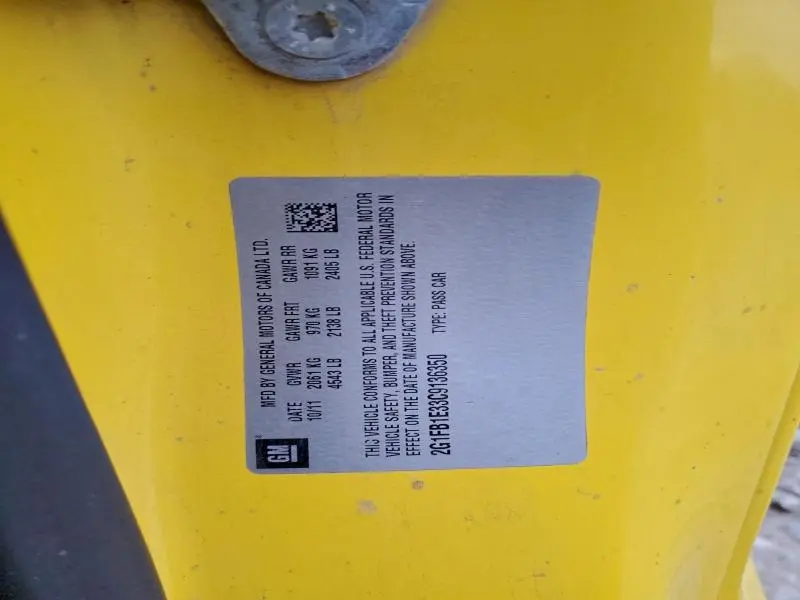 GM
MFD BY GENERAL MOTORS OF CANADA LTD.
DATE GVWR GAWR FRT GAWR RR
10/11 2061 KG 970 KG 1091 KG
4543 LB 2138 LB 2405 LB
THIS VEHICLE CONFORMS TO ALL APPLICABLE U.S. FEDERAL MOTOR
VEHICLE SAFETY, BUMPER, AND THEFT PREVENTION STANDARDS IN
EFFECT ON THE DATE OF MANUFACTURE SHOWN ABOVE.
2G1FB1E33C9136350 TYPE: PASS CAR